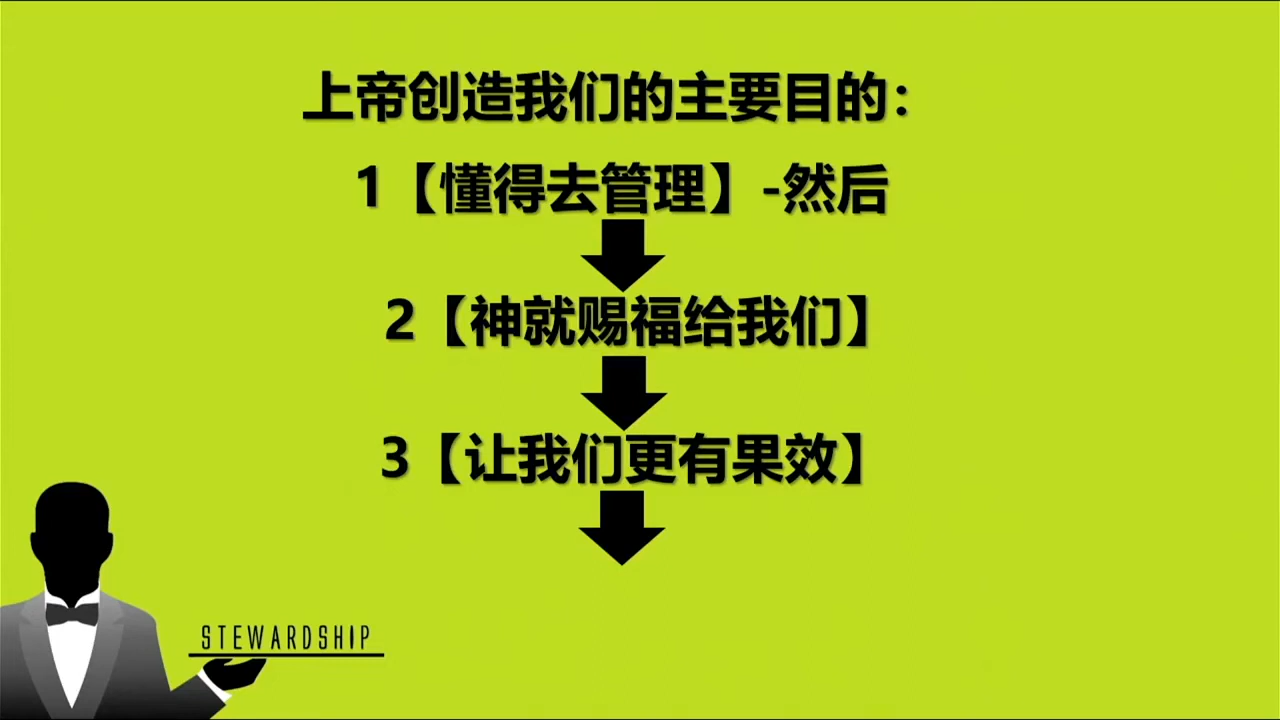 上帝创造我们的主要目的：
1【懂得去管理】-然后
2【神就赐福给我们】
3【让我们更有果效】
STEWARDSHIP